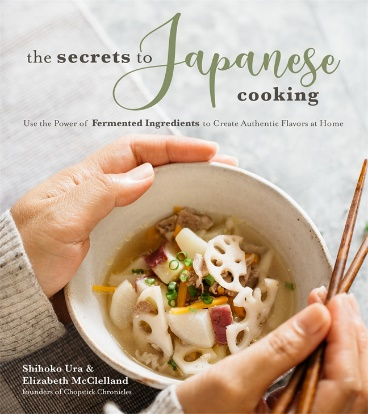 the secrets to Japanese
cooking
Use the Power of Fermented Ingredients to Create Authentic Flavors at Home
Shihoko Ura &
Elizabeth McClelland
founders of Chopstick Chronicles